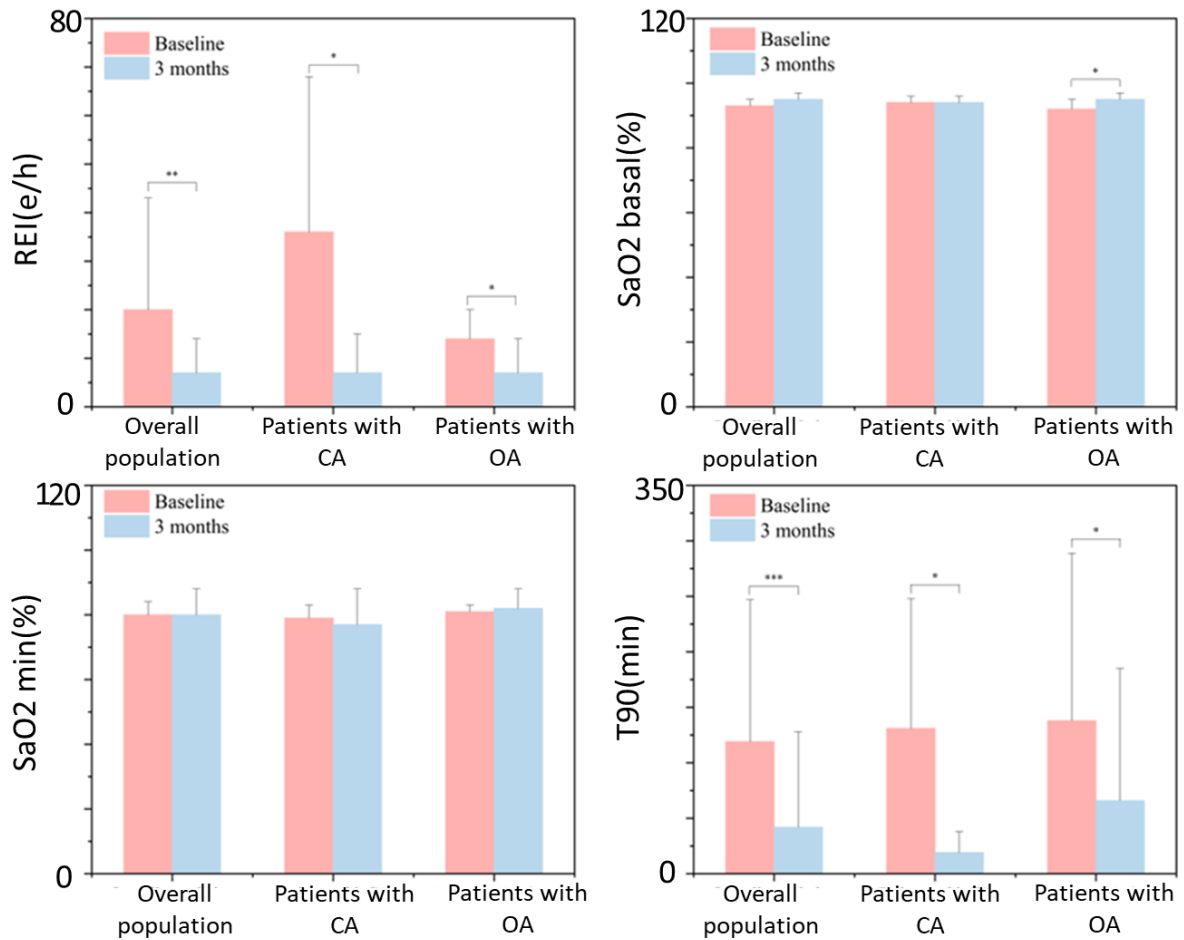 80
Baseline
3 months
*
**
*
REI(e/h)
0
Overall population
Patients with CA
Patients with OA
120
Baseline
3 months
*
SaO2 basal(%)
0
Overall population
Patients with CA
Patients with OA
120
Baseline
3 months
SaO2 min(%)
0
Overall population
Patients with CA
Patients with OA
350
Baseline
3 months
*
***
*
T90(min)
0
Overall population
Patients with CA
Patients with OA